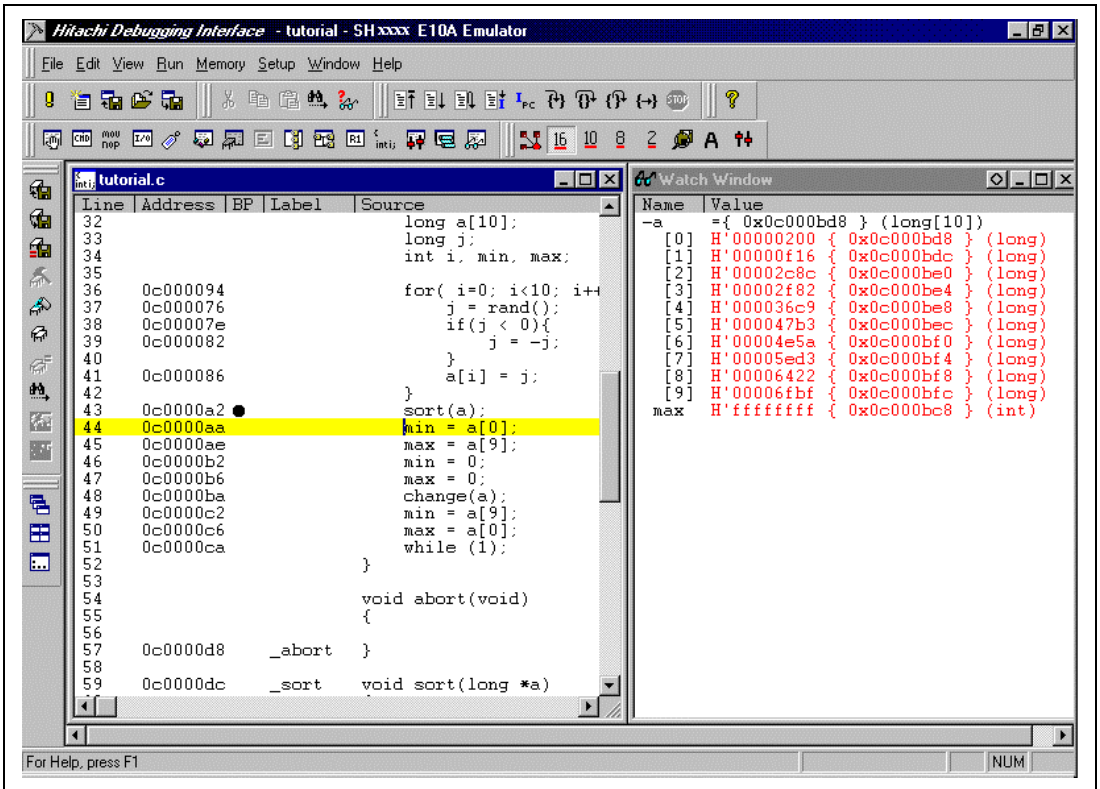 Hitachi Debugging Interface - tutorial - SHxxxx E10A Emulator
File Edit View Run Memory Setup Window Help
I PC STOP ?
CMD MOV NOP I/O R1 inti; 16 10 8 2 A
inti; tutorial.c
Line Address BP Label Source
32 long a[10];
33 long j;
34 int i, min, max;
35
36 0c000094 for( i=0; i<10; i++
37 0c000076 j = rand();
38 0c00007e if(j < 0){
39 0c000082 j = -j;
40 }
41 0c000086 a[i] = j;
42 }
43 0c0000a2 ● sort(a);
44 0c0000aa min = a[0];
45 0c0000ae max = a[9];
46 0c0000b2 min = 0;
47 0c0000b6 max = 0;
48 0c0000ba change(a);
49 0c0000c2 min = a[9];
50 0c0000c6 max = a[0];
51 0c0000ca while (1);
52 }
53
54 void abort(void)
55 {
56
57 0c0000d8 _abort }
58
59 0c0000dc _sort void sort(long *a)
Watch Window
Name Value
-a ={ 0x0c000bd8 } (long[10])
[0] H'00000200 { 0x0c000bd8 } (long)
[1] H'00000f16 { 0x0c000bdc } (long)
[2] H'00002c8c { 0x0c000be0 } (long)
[3] H'00002f82 { 0x0c000be4 } (long)
[4] H'000036c9 { 0x0c000be8 } (long)
[5] H'000047b3 { 0x0c000bec } (long)
[6] H'00004e5a { 0x0c000bf0 } (long)
[7] H'00005ed3 { 0x0c000bf4 } (long)
[8] H'00006422 { 0x0c000bf8 } (long)
[9] H'00006fbf { 0x0c000bfc } (long)
max H'ffffffff { 0x0c000bc8 } (int)
For Help, press F1
NUM